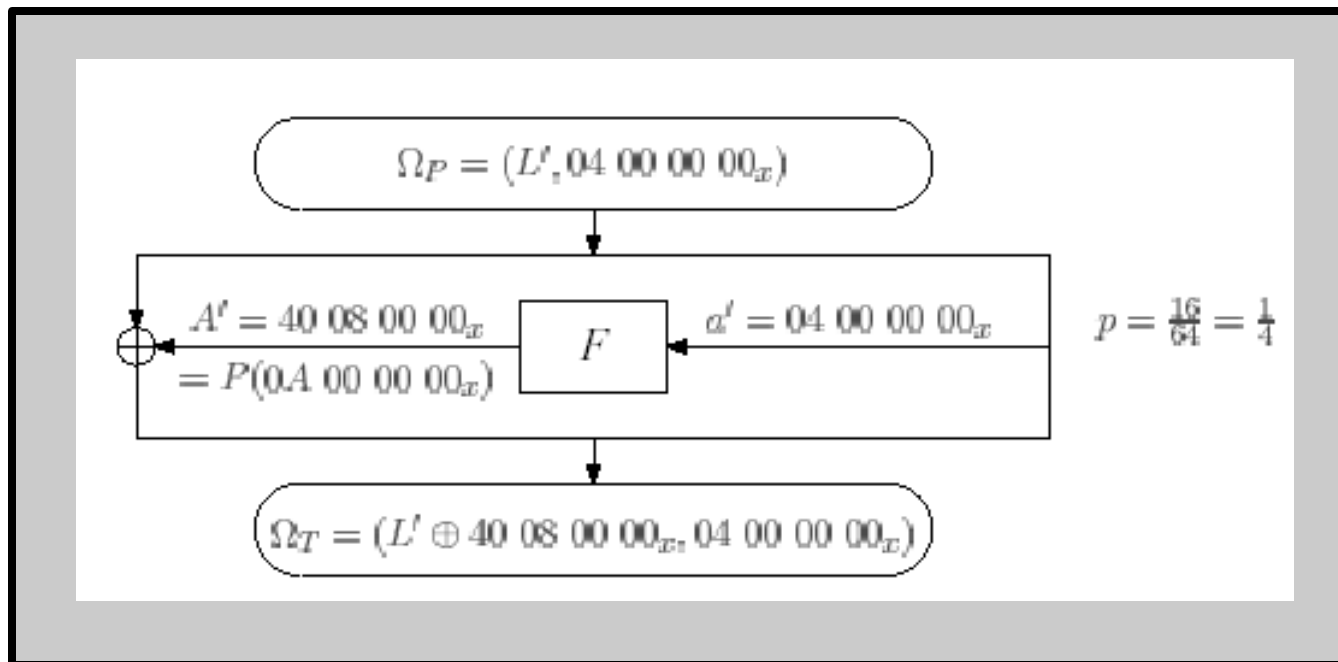 Ω_P = (L', 04 00 00 00_x)
A' = 40 08 00 00_x
= P(0A 00 00 00_x)
F
a' = 04 00 00 00_x
p = 16/64 = 1/4
Ω_T = (L' ⊕ 40 08 00 00_x, 04 00 00 00_x)